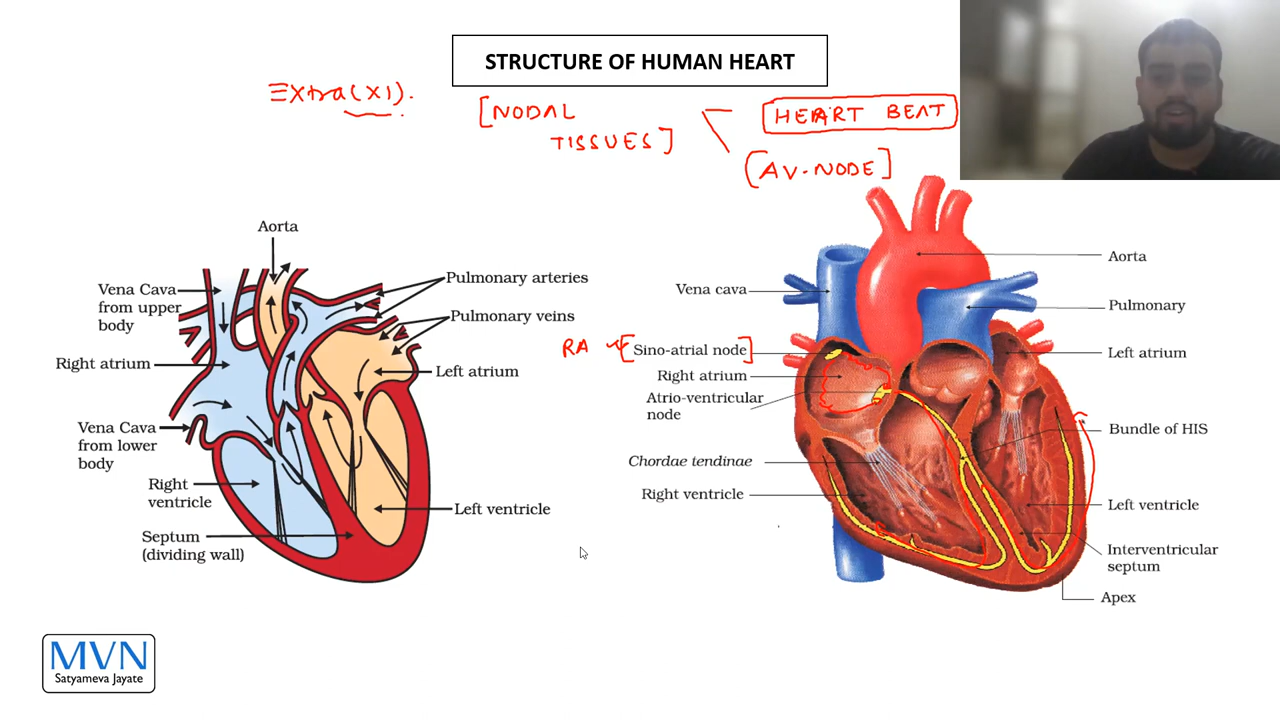 STRUCTURE OF HUMAN HEART
Extra(XI).
[NODAL
TISSUES]
HEART BEAT
[AV-NODE]
Aorta
Vena Cava
from upper
body
Right atrium
Vena Cava
from lower
body
Right
ventricle
Septum
(dividing wall)
Pulmonary arteries
Pulmonary veins
Left atrium
Left ventricle
Vena cava
RA
[Sino-atrial node]
Right atrium
Atrio-ventricular
node
Chordae tendinae
Right ventricle
Aorta
Pulmonary
Left atrium
Bundle of HIS
Left ventricle
Interventricular
septum
Apex
MVN
Satyameva Jayate